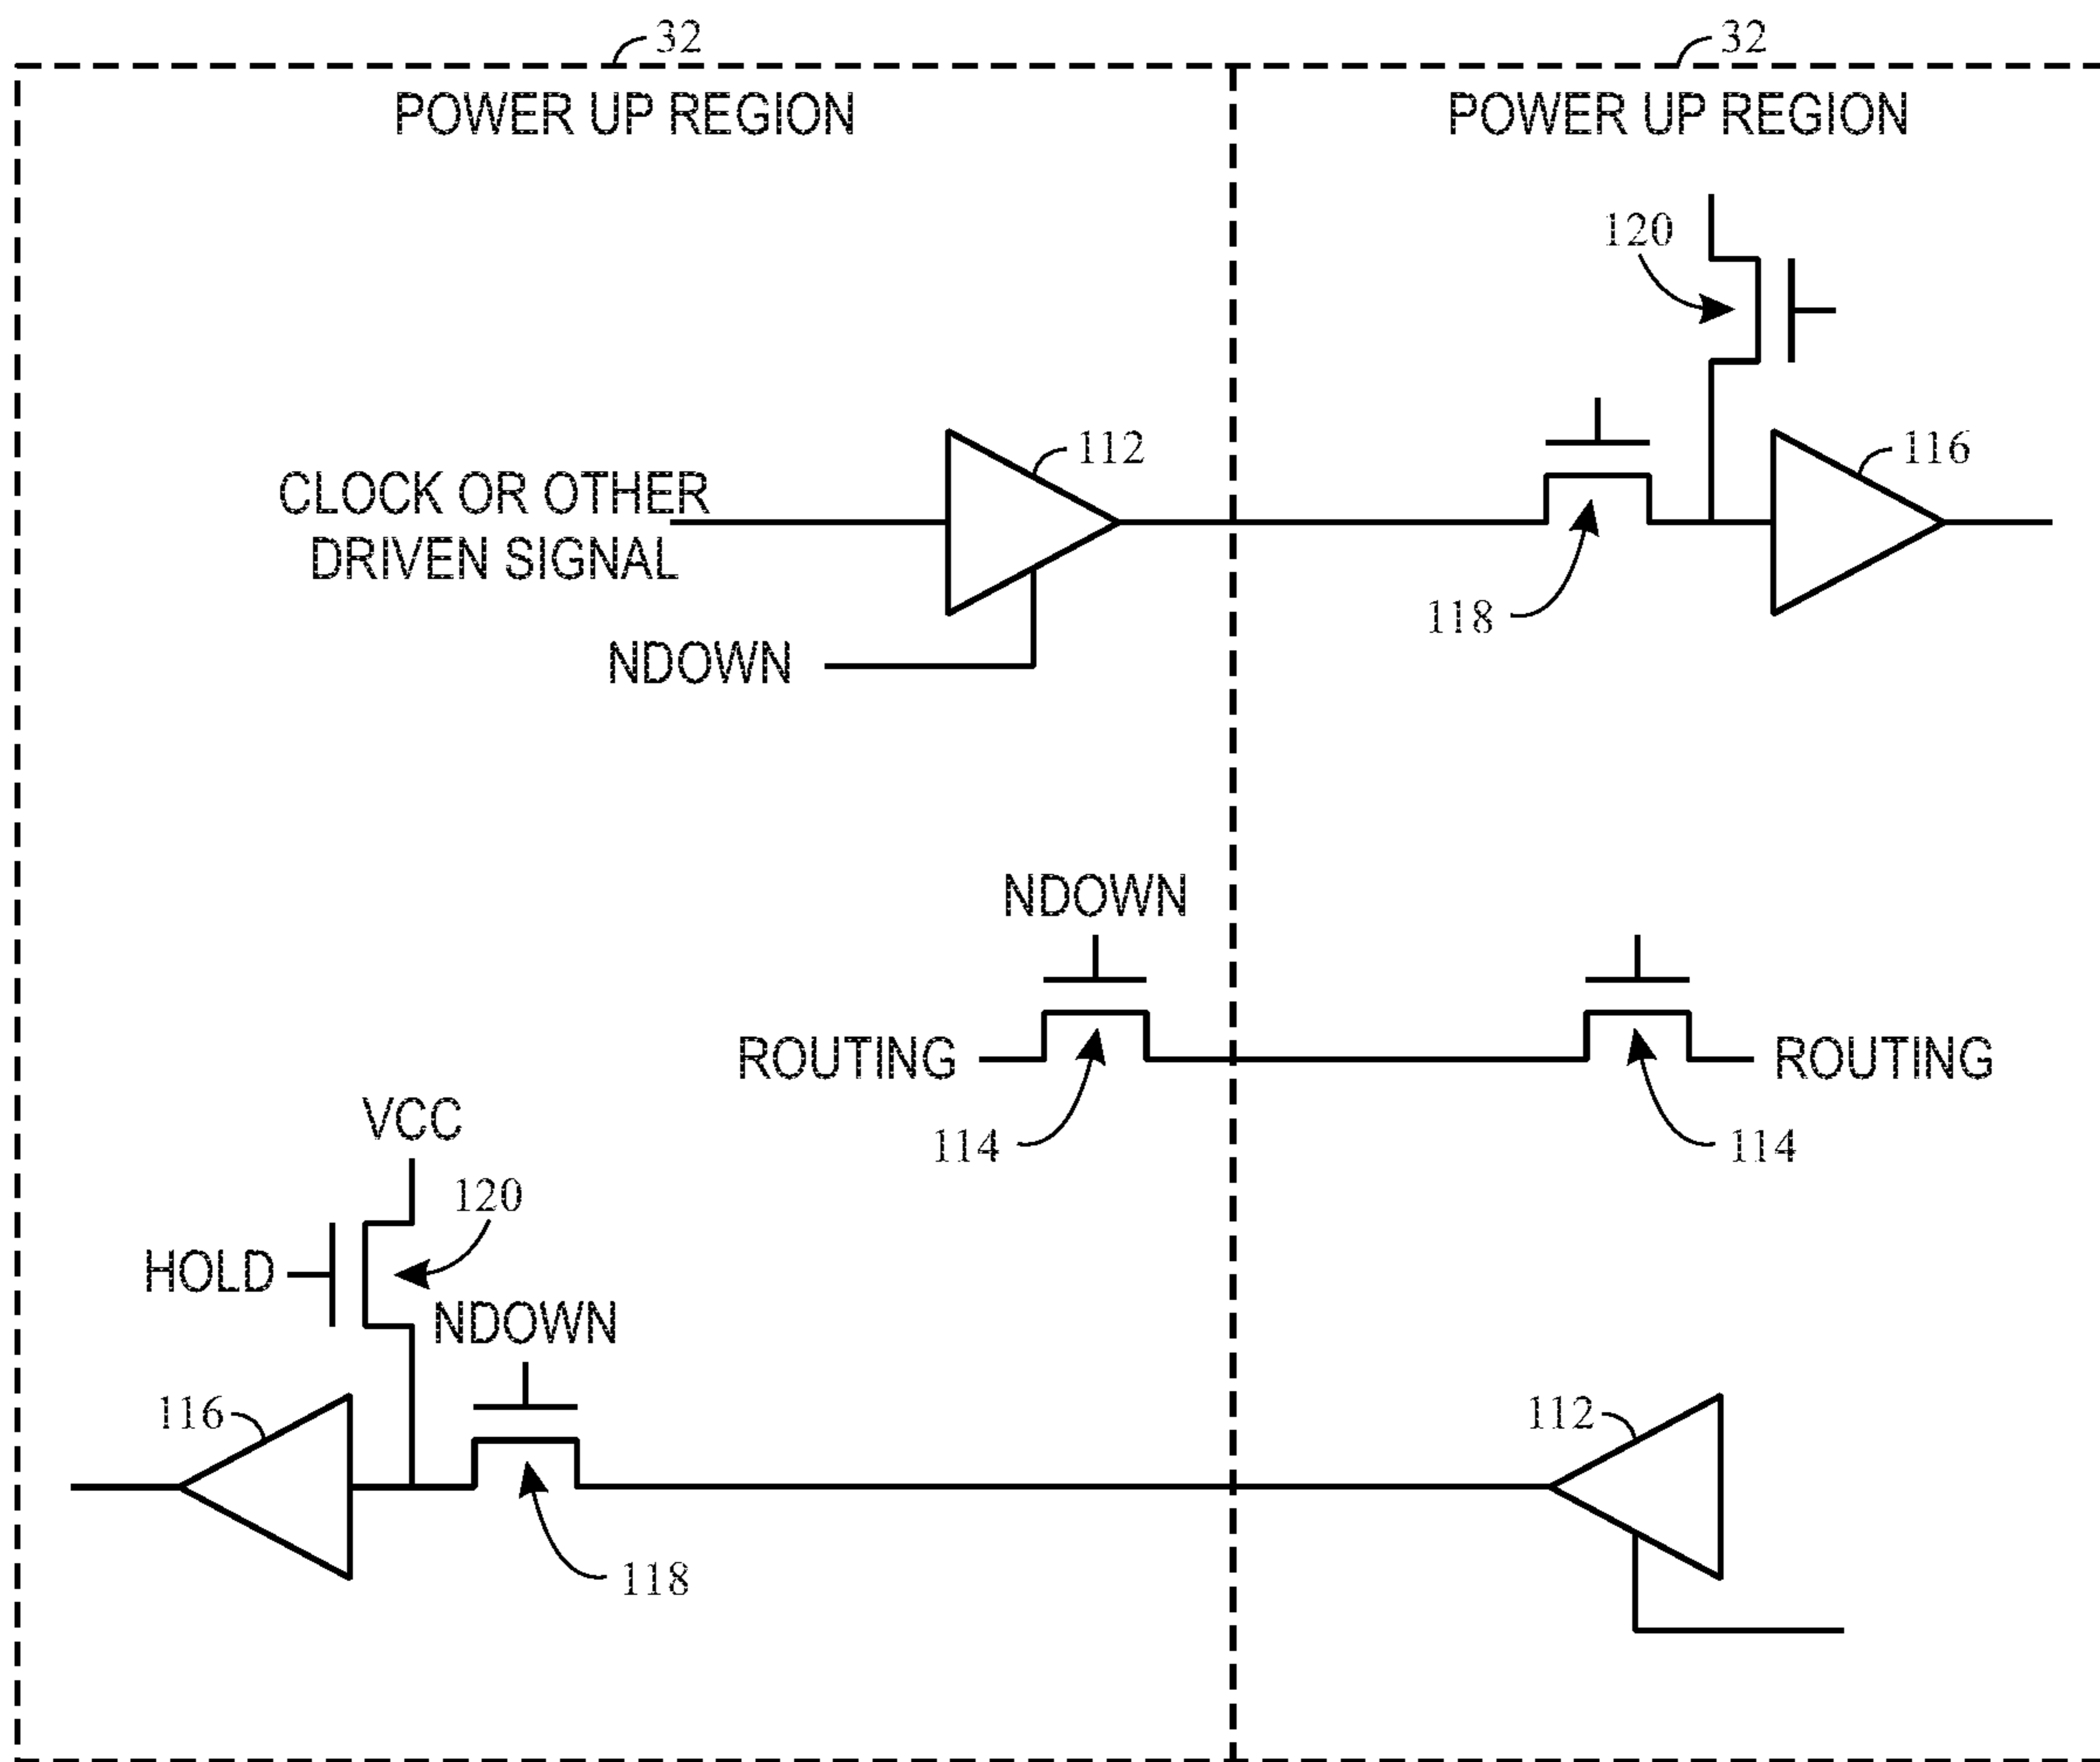 32
32
POWER UP REGION
POWER UP REGION
120
112
116
CLOCK OR OTHER
DRIVEN SIGNAL
118
NDOWN
NDOWN
ROUTING
ROUTING
114
114
VCC
120
HOLD
NDOWN
116
112
118